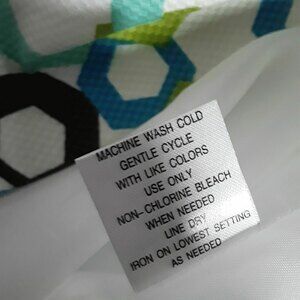 MACHINE WASH COLD
GENTLE CYCLE
WITH LIKE COLORS
USE ONLY
NON-CHLORINE BLEACH
WHEN NEEDED
LINE DRY
IRON ON LOWEST SETTING
AS NEEDED